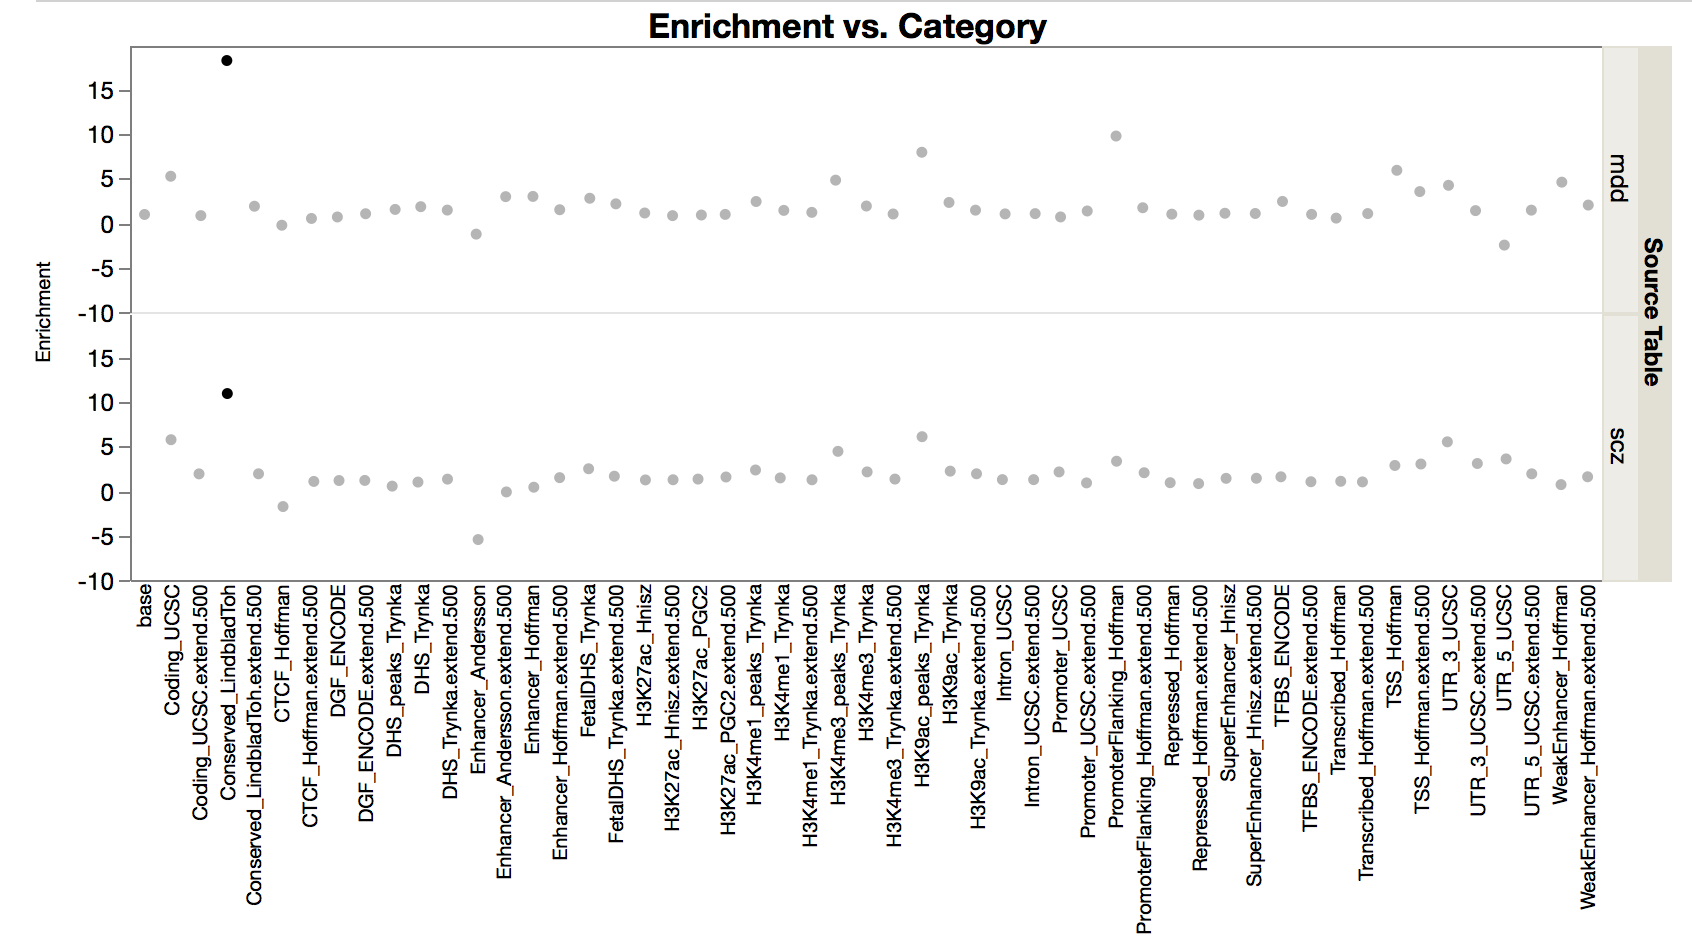 Enrichment vs. Category
Enrichment
15
10
5
0
-5
-10
15
10
5
0
-5
-10
mdd
scz
Source Table
base
Coding_UCSC
Coding_UCSC.extend.500
Conserved_LindbladToh
Conserved_LindbladToh.extend.500
CTCF_Hoffman
CTCF_Hoffman.extend.500
DGF_ENCODE
DGF_ENCODE.extend.500
DHS_peaks_Trynka
DHS_Trynka
DHS_Trynka.extend.500
Enhancer_Andersson
Enhancer_Andersson.extend.500
Enhancer_Hoffman
Enhancer_Hoffman.extend.500
FetalDHS_Trynka
FetalDHS_Trynka.extend.500
H3K27ac_Hnisz
H3K27ac_Hnisz.extend.500
H3K27ac_PGC2
H3K27ac_PGC2.extend.500
H3K4me1_peaks_Trynka
H3K4me1_Trynka
H3K4me1_Trynka.extend.500
H3K4me3_peaks_Trynka
H3K4me3_Trynka
H3K4me3_Trynka.extend.500
H3K9ac_peaks_Trynka
H3K9ac_Trynka
H3K9ac_Trynka.extend.500
Intron_UCSC
Intron_UCSC.extend.500
Promoter_UCSC
Promoter_UCSC.extend.500
PromoterFlanking_Hoffman
PromoterFlanking_Hoffman.extend.500
Repressed_Hoffman
Repressed_Hoffman.extend.500
SuperEnhancer_Hnisz
SuperEnhancer_Hnisz.extend.500
TFBS_ENCODE
TFBS_ENCODE.extend.500
Transcribed_Hoffman
Transcribed_Hoffman.extend.500
TSS_Hoffman
TSS_Hoffman.extend.500
UTR_3_UCSC
UTR_3_UCSC.extend.500
UTR_5_UCSC
UTR_5_UCSC.extend.500
WeakEnhancer_Hoffman
WeakEnhancer_Hoffman.extend.500